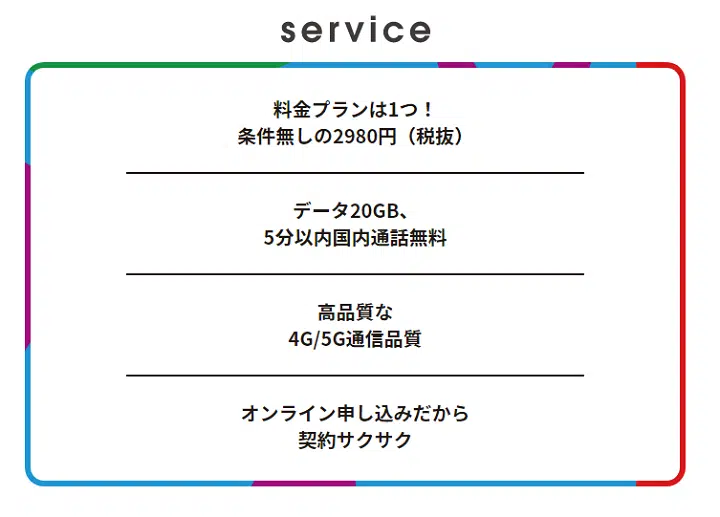 service
料金プランは1つ！
条件無しの2980円（税抜）
データ20GB、
5分以内国内通話無料
高品質な
4G/5G通信品質
オンライン申し込みだから
契約サクサク